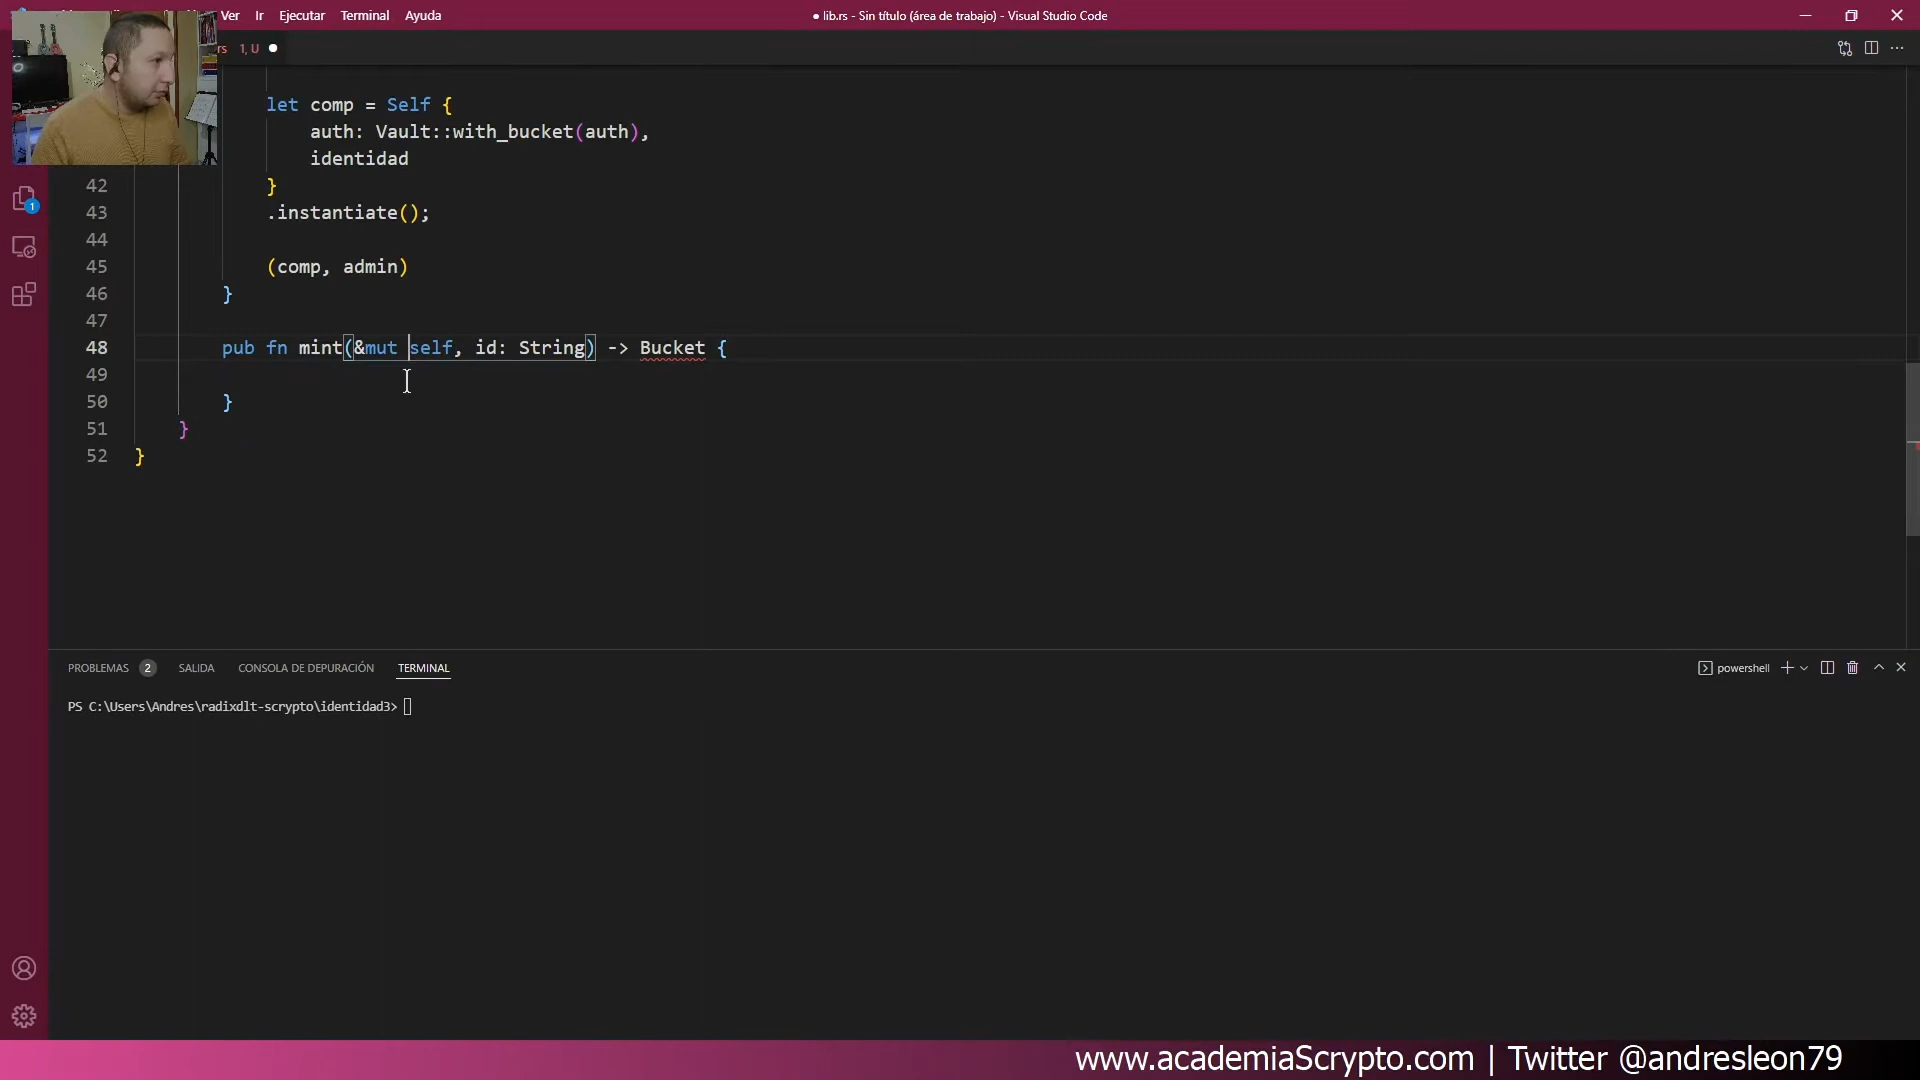 Ver Ir Ejecutar Terminal Ayuda
● lib.rs - Sin título (área de trabajo) - Visual Studio Code
rs 1, U ●
let comp = Self {
auth: Vault::with_bucket(auth),
identidad
42 }
43 .instantiate();
44
45 (comp, admin)
46 }
47
48 pub fn mint(&mut self, id: String) -> Bucket {
49
50 }
51 }
52 }
1
PROBLEMAS 2 SALIDA CONSOLA DE DEPURACIÓN TERMINAL
powershell
PS C:\Users\Andres\radixdlt-scrypto\identidad3>
www.academiaScrypto.com | Twitter @andresleon79